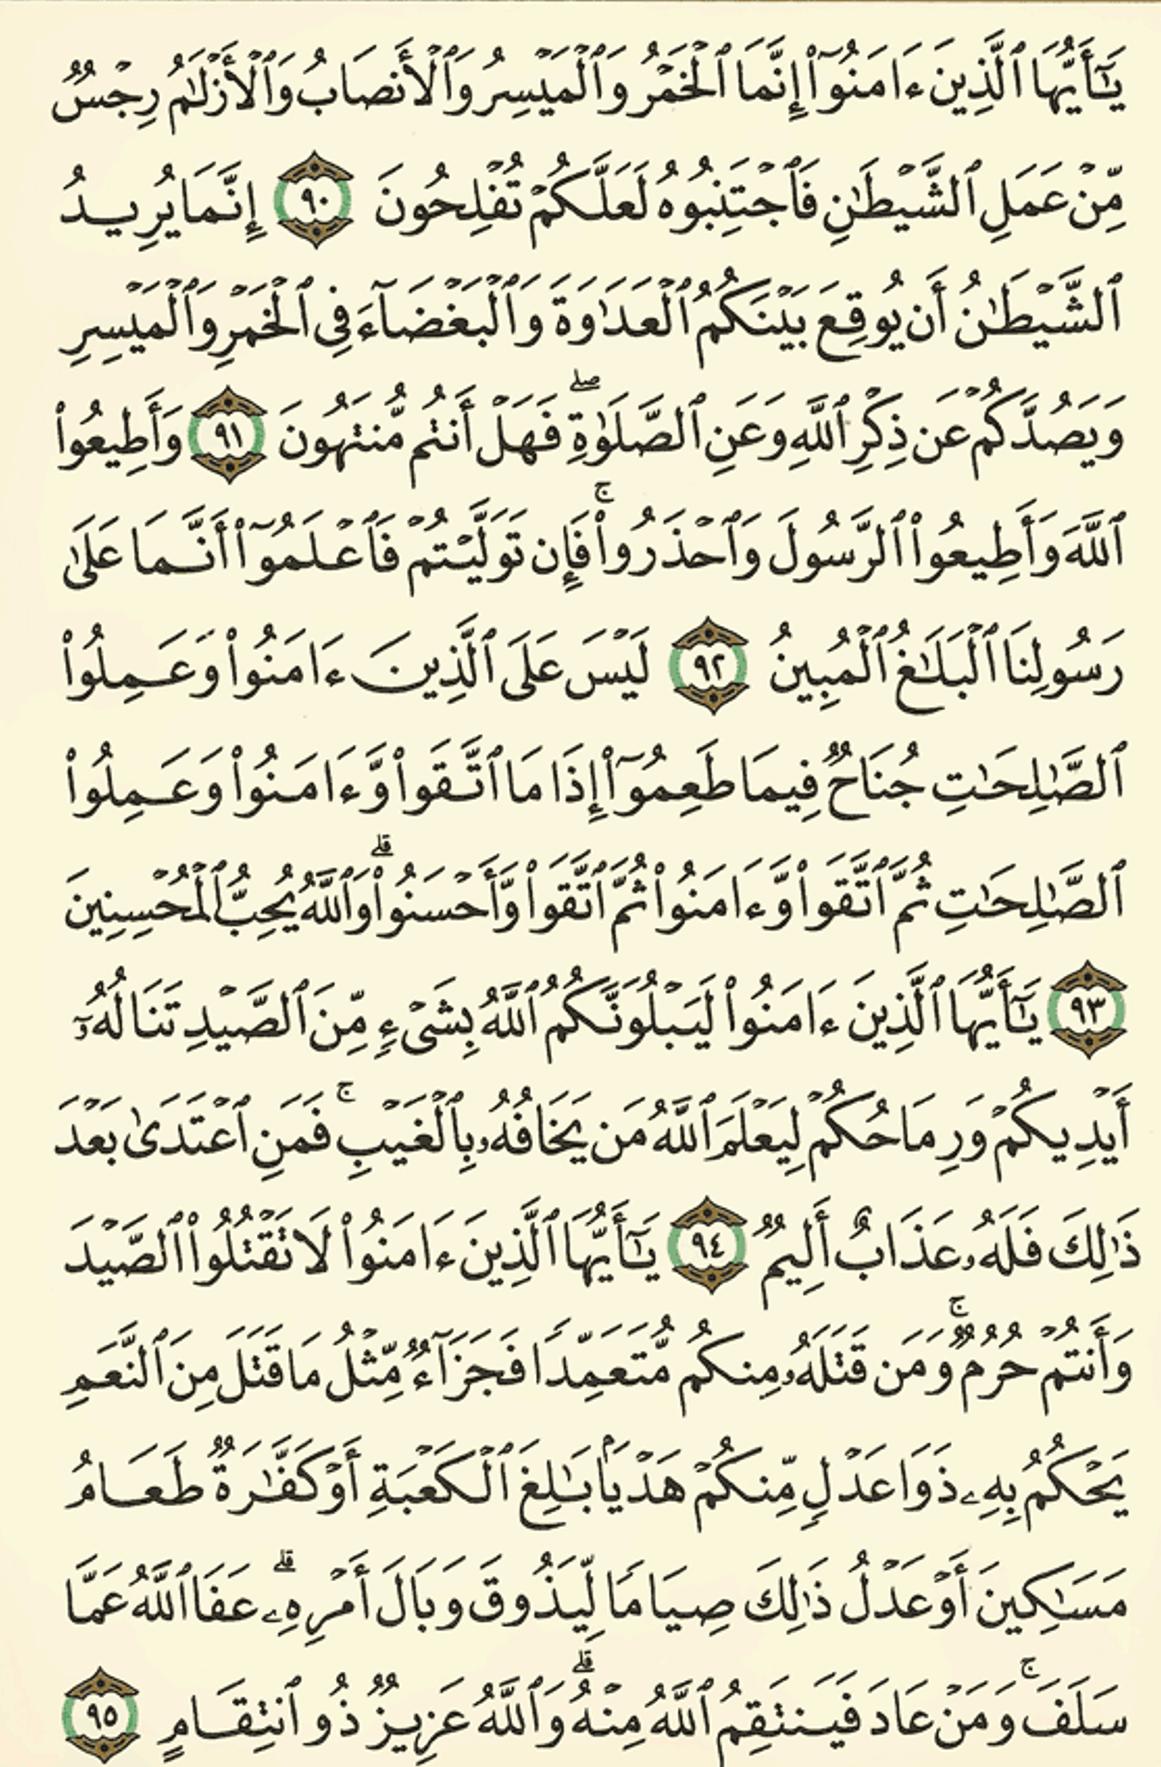 يَـٰٓأَيُّهَا ٱلَّذِينَ ءَامَنُوٓا۟ إِنَّمَا ٱلْخَمْرُ وَٱلْمَيْسِرُ وَٱلْأَنصَابُ وَٱلْأَزْلَـٰمُ رِجْسٌ
مِّنْ عَمَلِ ٱلشَّيْطَـٰنِ فَٱجْتَنِبُوهُ لَعَلَّكُمْ تُفْلِحُونَ ٩٠ إِنَّمَا يُرِيدُ
ٱلشَّيْطَـٰنُ أَن يُوقِعَ بَيْنَكُمُ ٱلْعَدَٰوَةَ وَٱلْبَغْضَآءَ فِى ٱلْخَمْرِ وَٱلْمَيْسِرِ
وَيَصُدَّكُمْ عَن ذِكْرِ ٱللَّهِ وَعَنِ ٱلصَّلَوٰةِ ۖ فَهَلْ أَنتُم مُّنتَهُونَ ٩١ وَأَطِيعُوا۟
ٱللَّهَ وَأَطِيعُوا۟ ٱلرَّسُولَ وَٱحْذَرُوا۟ ۚ فَإِن تَوَلَّيْتُمْ فَٱعْلَمُوٓا۟ أَنَّمَا عَلَىٰ
رَسُولِنَا ٱلْبَلَـٰغُ ٱلْمُبِينُ ٩٢ لَيْسَ عَلَى ٱلَّذِينَ ءَامَنُوا۟ وَعَمِلُوا۟
ٱلصَّـٰلِحَـٰتِ جُنَاحٌ فِيمَا طَعِمُوٓا۟ إِذَا مَا ٱتَّقَوا۟ وَّءَامَنُوا۟ وَعَمِلُوا۟
ٱلصَّـٰلِحَـٰتِ ثُمَّ ٱتَّقَوا۟ وَّءَامَنُوا۟ ثُمَّ ٱتَّقَوا۟ وَّأَحْسَنُوا۟ ۗ وَٱللَّهُ يُحِبُّ ٱلْمُحْسِنِينَ
٩٣ يَـٰٓأَيُّهَا ٱلَّذِينَ ءَامَنُوا۟ لَيَبْلُوَنَّكُمُ ٱللَّهُ بِشَىْءٍ مِّنَ ٱلصَّيْدِ تَنَالُهُۥٓ
أَيْدِيكُمْ وَرِمَاحُكُمْ لِيَعْلَمَ ٱللَّهُ مَن يَخَافُهُۥ بِٱلْغَيْبِ ۚ فَمَنِ ٱعْتَدَىٰ بَعْدَ
ذَٰلِكَ فَلَهُۥ عَذَابٌ أَلِيمٌ ٩٤ يَـٰٓأَيُّهَا ٱلَّذِينَ ءَامَنُوا۟ لَا تَقْتُلُوا۟ ٱلصَّيْدَ
وَأَنتُمْ حُرُمٌ ۚ وَمَن قَتَلَهُۥ مِنكُم مُّتَعَمِّدًا فَجَزَآءٌ مِّثْلُ مَا قَتَلَ مِنَ ٱلنَّعَمِ
يَحْكُمُ بِهِۦ ذَوَا عَدْلٍ مِّنكُمْ هَدْيًۢا بَـٰلِغَ ٱلْكَعْبَةِ أَوْ كَفَّـٰرَةٌ طَعَامُ
مَسَـٰكِينَ أَوْ عَدْلُ ذَٰلِكَ صِيَامًا لِّيَذُوقَ وَبَالَ أَمْرِهِۦ ۗ عَفَا ٱللَّهُ عَمَّا
سَلَفَ ۚ وَمَنْ عَادَ فَيَنتَقِمُ ٱللَّهُ مِنْهُ ۗ وَٱللَّهُ عَزِيزٌ ذُو ٱنتِقَامٍ ٩٥